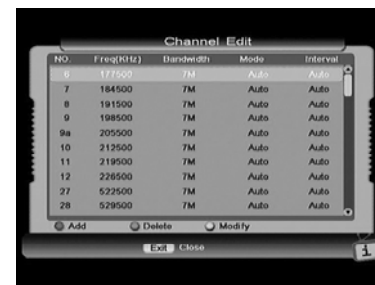 Channel Edit
NO. Freq(KHz) Bandwidth Mode Interval
6 177500 7M Auto Auto
7 184500 7M Auto Auto
8 191500 7M Auto Auto
9 198500 7M Auto Auto
9a 205500 7M Auto Auto
10 212500 7M Auto Auto
11 219500 7M Auto Auto
12 226500 7M Auto Auto
27 522500 7M Auto Auto
28 529500 7M Auto Auto
Add Delete Modify
Exit Close
i